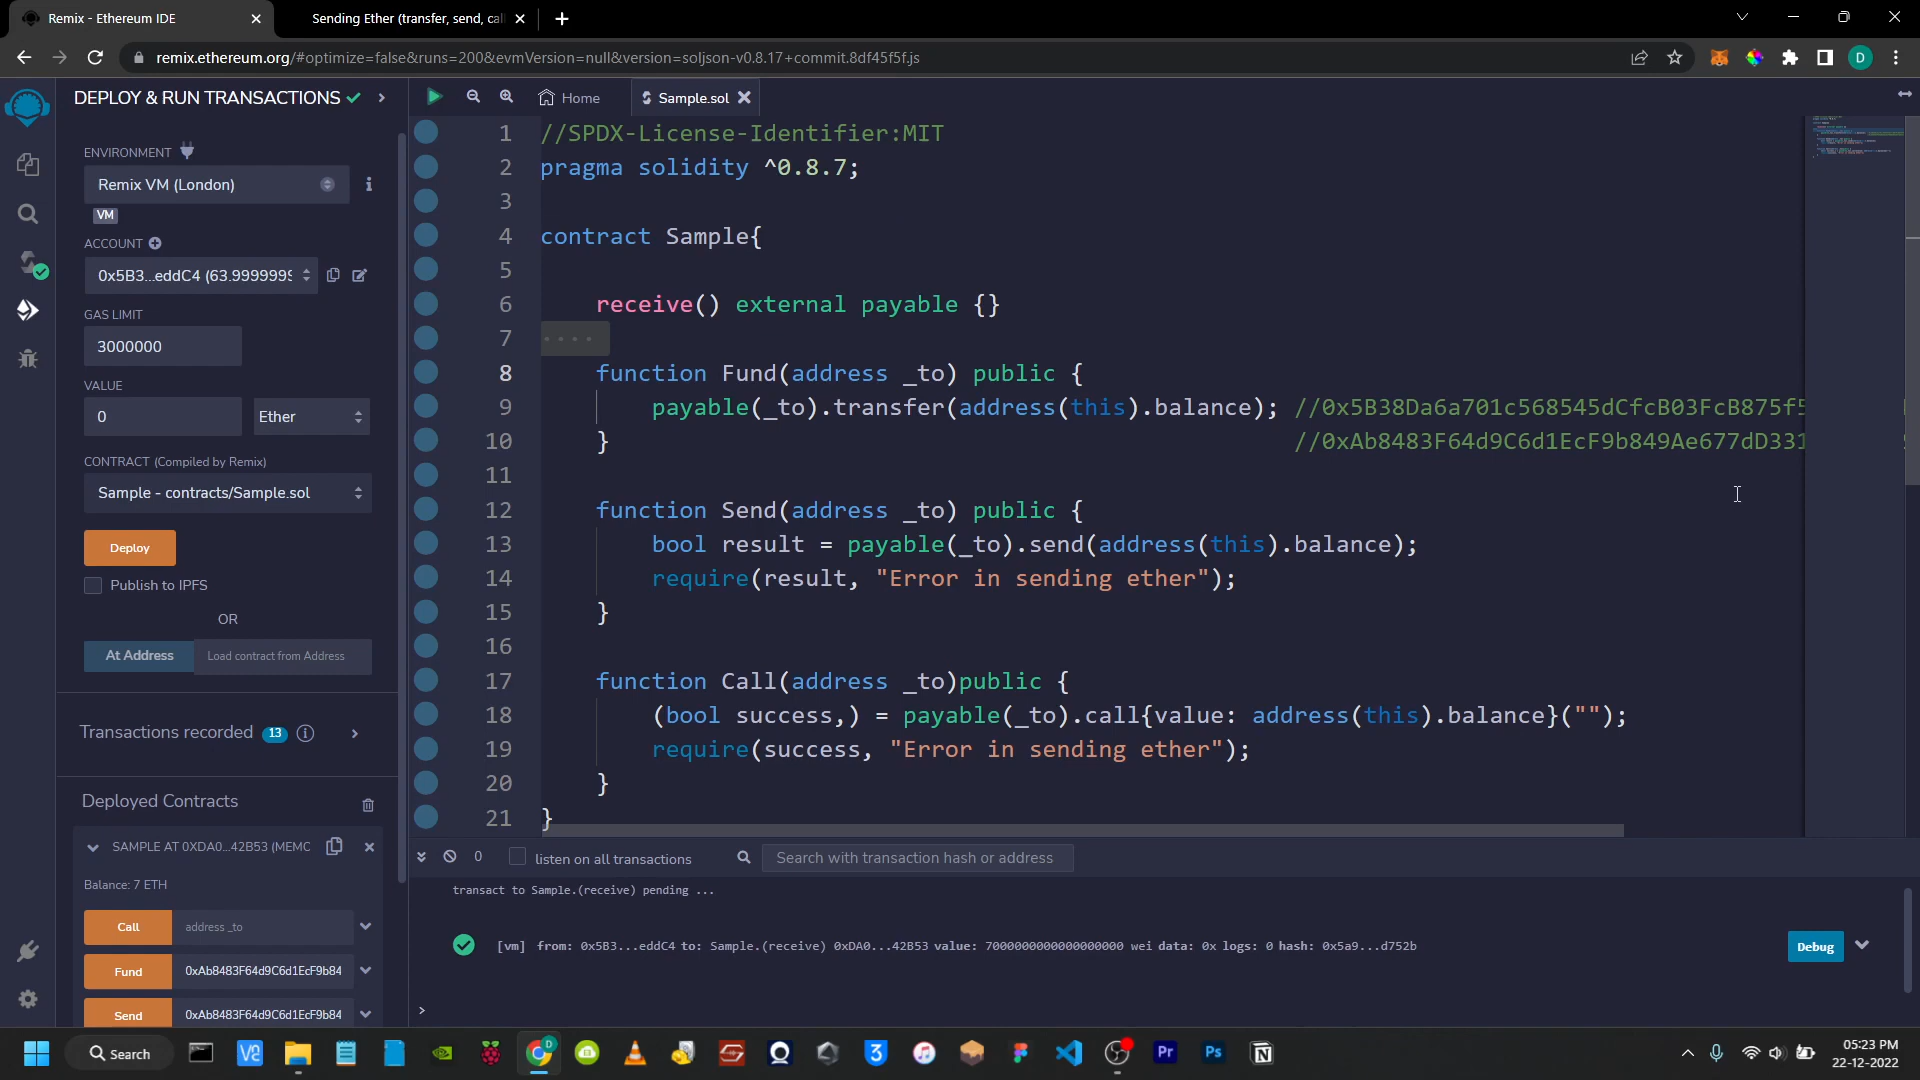 Remix - Ethereum IDE
Sending Ether (transfer, send, cal
remix.ethereum.org/#optimize=false&runs=200&evmVersion=null&version=soljson-v0.8.17+commit.8df45f5f.js
D
DEPLOY & RUN TRANSACTIONS
ENVIRONMENT
Remix VM (London)
VM
ACCOUNT
0x5B3...eddC4 (63.9999999
GAS LIMIT
3000000
VALUE
0
Ether
CONTRACT (Compiled by Remix)
Sample - contracts/Sample.sol
Deploy
Publish to IPFS
OR
At Address
Load contract from Address
Transactions recorded 13
Deployed Contracts
SAMPLE AT 0XDA0...42B53 (MEMO
Balance: 7 ETH
Call
address _to
Fund
0xAb8483F64d9C6d1EcF9b84
Send
0xAb8483F64d9C6d1EcF9b84
Home
Sample.sol
1 //SPDX-License-Identifier:MIT
2 pragma solidity ^0.8.7;
3
4 contract Sample{
5
6 receive() external payable {}
7
8 function Fund(address _to) public {
9 payable(_to).transfer(address(this).balance); //0x5B38Da6a701c568545dCfcB03FcB875f5
10 } //0xAb8483F64d9C6d1EcF9b849Ae677dD331
11
12 function Send(address _to) public {
13 bool result = payable(_to).send(address(this).balance);
14 require(result, "Error in sending ether");
15 }
16
17 function Call(address _to)public {
18 (bool success,) = payable(_to).call{value: address(this).balance}("");
19 require(success, "Error in sending ether");
20 }
21 }
0
listen on all transactions
Search with transaction hash or address
transact to Sample.(receive) pending ...
[vm] from: 0x5B3...eddC4 to: Sample.(receive) 0xDA0...42B53 value: 7000000000000000000 wei data: 0x logs: 0 hash: 0x5a9...d752b
Debug
>
Search
D
Pr
Ps
05:23 PM
22-12-2022